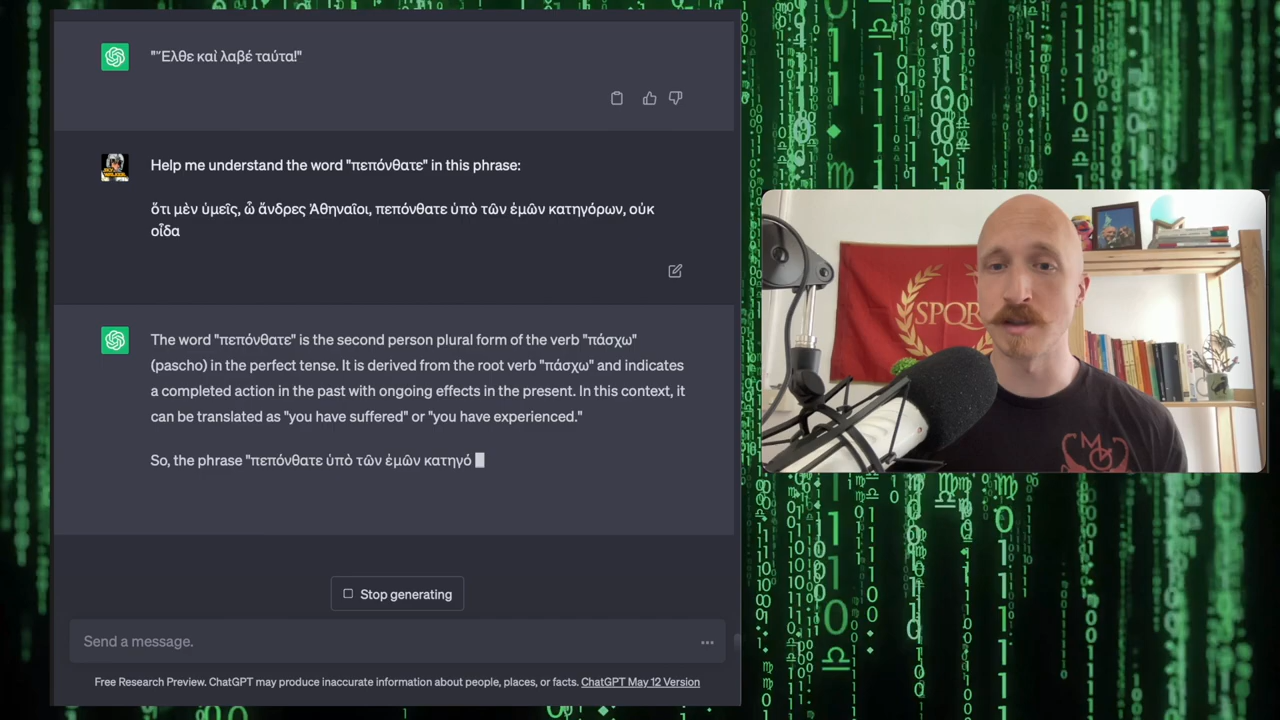 "Ἔλθε καὶ λαβέ ταύτα!"
Help me understand the word "πεπόνθατε" in this phrase:
ὅτι μὲν ὑμεῖς, ὦ ἄνδρες Ἀθηναῖοι, πεπόνθατε ὑπὸ τῶν ἐμῶν κατηγόρων, οὐκ
οἶδα
The word "πεπόνθατε" is the second person plural form of the verb "πάσχω"
(pascho) in the perfect tense. It is derived from the root verb "πάσχω" and indicates
a completed action in the past with ongoing effects in the present. In this context, it
can be translated as "you have suffered" or "you have experienced."
So, the phrase "πεπόνθατε ὑπὸ τῶν ἐμῶν κατηγό
Stop generating
Send a message.
Free Research Preview. ChatGPT may produce inaccurate information about people, places, or facts. ChatGPT May 12 Version
SPQR